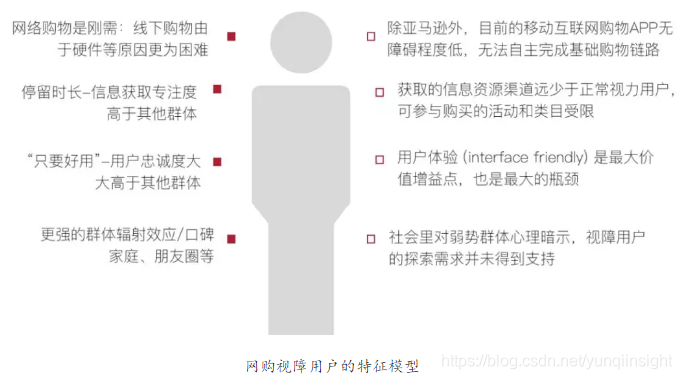 网络购物是刚需：线下购物由
于硬件等原因更为困难
停留时长–信息获取专注度
高于其他群体
“只要好用”–用户忠诚度大
大高于其他群体
更强的群体辐射效应/口碑
家庭、朋友圈等
除亚马逊外，目前的移动互联网购物APP无
障碍程度低，无法自主完成基础购物链路
获取的信息资源渠道远少于正常视力用户，
可参与购买的活动和类目受限
用户体验 (interface friendly) 是最大价
值增益点，也是最大的瓶颈
社会里对弱势群体心理暗示，视障用户
的探索需求并未得到支持
网购视障用户的特征模型
https://blog.csdn.net/yunqiinsight